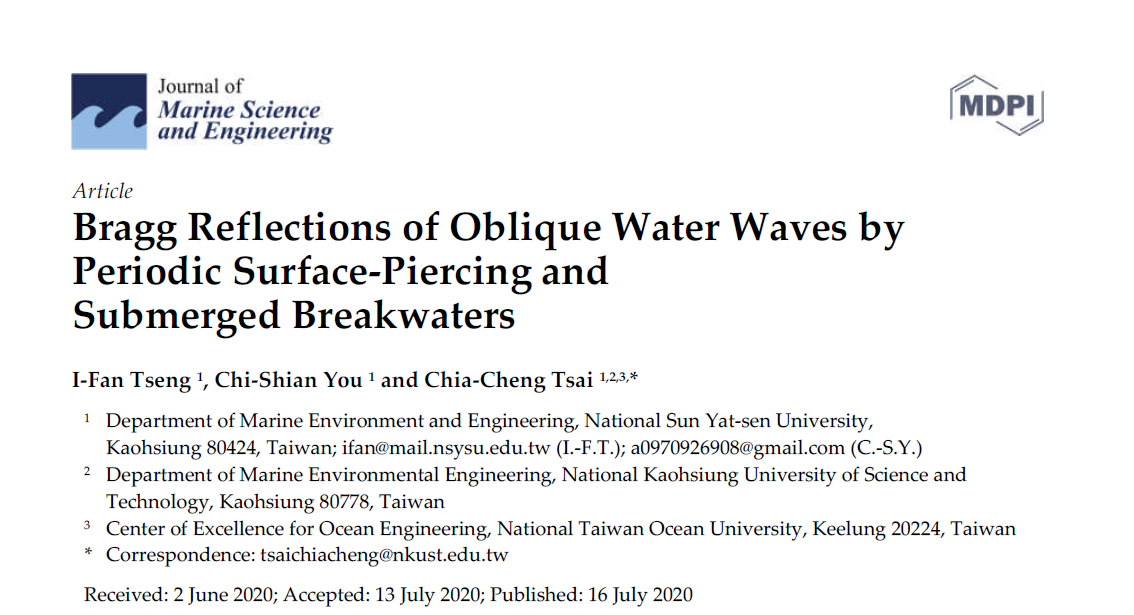 Journal of
Marine Science
and Engineering
MDPI
Article
Bragg Reflections of Oblique Water Waves by
Periodic Surface-Piercing and
Submerged Breakwaters
I-Fan Tseng ¹, Chi-Shian You ¹ and Chia-Cheng Tsai ¹,²,³,*
¹ Department of Marine Environment and Engineering, National Sun Yat-sen University,
Kaohsiung 80424, Taiwan; ifan@mail.nsysu.edu.tw (I.-F.T.); a0970926908@gmail.com (C.-S.Y.)
² Department of Marine Environmental Engineering, National Kaohsiung University of Science and
Technology, Kaohsiung 80778, Taiwan
³ Center of Excellence for Ocean Engineering, National Taiwan Ocean University, Keelung 20224, Taiwan
* Correspondence: tsaichiacheng@nkust.edu.tw
Received: 2 June 2020; Accepted: 13 July 2020; Published: 16 July 2020